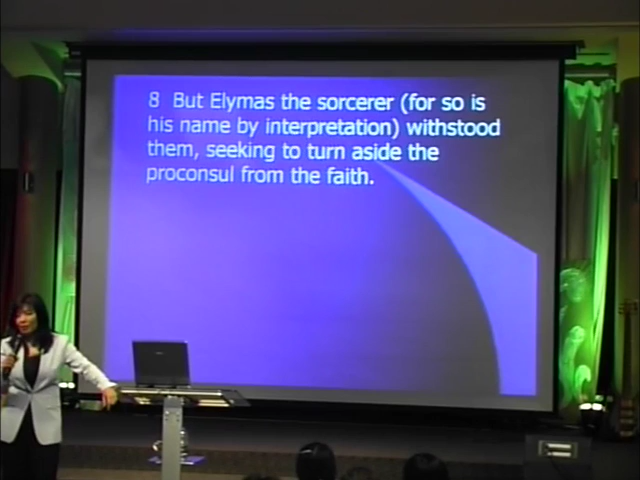 8 But Elymas the sorcerer (for so is
his name by interpretation) withstood
them, seeking to turn aside the
proconsul from the faith.